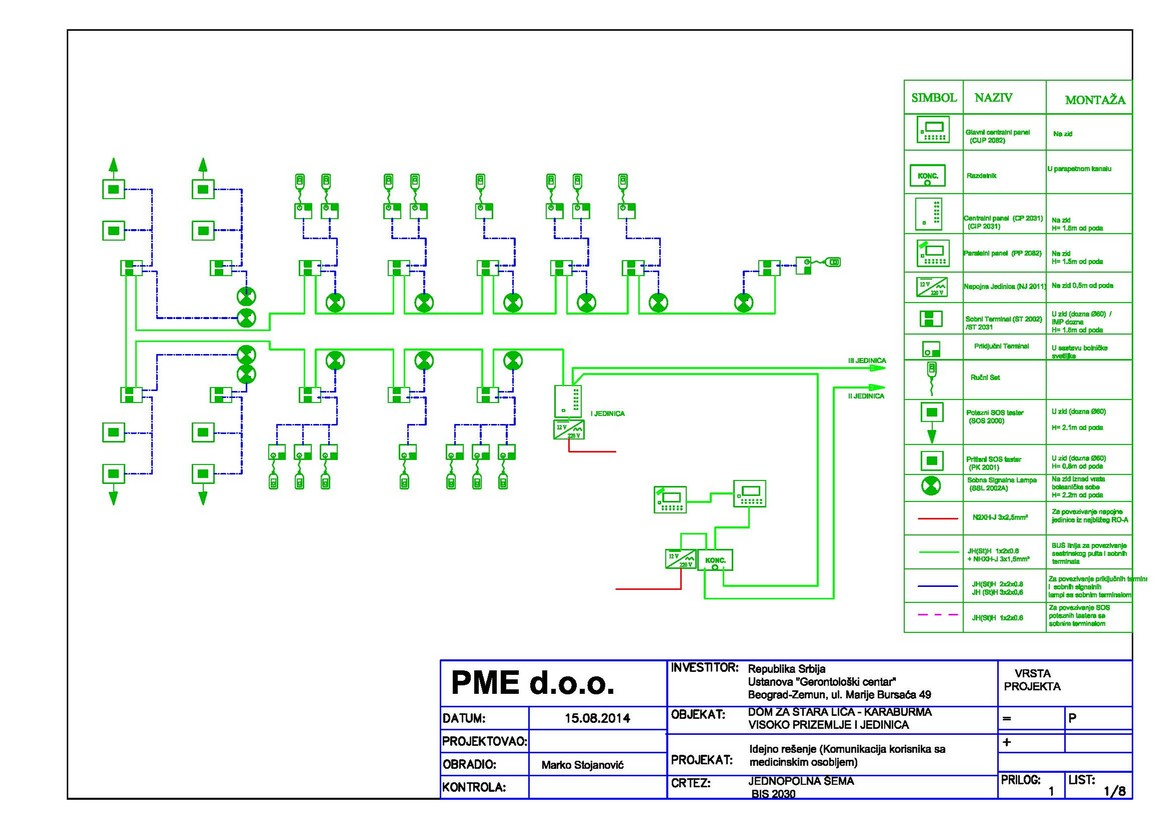 SIMBOL NAZIV MONTAŽA
Glavni centralni panel
(CUP 2082)
Na zid
KONC.
Razdelnik
U parapetnom kanalu
Centralni panel (CP 2031)
(CIP 2031)
Na zid
H= 1.6m od poda
Paralelni panel (PP 2082)
Na zid
H= 1.5m od poda
12 V
220 V
Napojna Jedinica (NJ 2011)
Na zid 0,5m od poda
Sobni Terminal (ST 2002)
/ST 2031
U zid (dozna Ø60) /
IMP dozna
H= 1.6m od poda
Priključni Terminal
U sastavu bolničke
svetiljke
Ručni Set
Potezni SOS taster
(SOS 2000)
U zid (dozna Ø60)
H= 2.1m od poda
Pritisni SOS taster
(PK 2001)
U zid (dozna Ø60)
H= 0,8m od poda
Sobna Signalna Lampa
(SSL 2002A)
Na zid iznad vrata
bolesničke sobe
H= 2.2m od poda
N2XH-J 3x2,5mm²
Za povezivanje napojne
jedinice iz najbližeg RO-A
JH(St)H 1x2x0.8
+ NHXH-J 3x1,5mm²
BUS linija za povezivanje
sestrinskog pulta i sobnih
terminala
JH(St)H 2x2x0.8
JH (St)H 3x2x0,6
Za povezivanje priključnih termin
i sobnih signalnih
lampi sa sobnim terminalom
JH(St)H 1x2x0.6
Za povezivanje SOS
poteznih tastera sa
sobnim terminalom
III JEDINICA
II JEDINICA
I JEDINICA
12 V
220 V
12 V
220 V
KONC.
PME d.o.o.
DATUM: 15.08.2014
PROJEKTOVAO:
OBRADIO: Marko Stojanović
KONTROLA:
INVESTITOR: Republika Srbija
Ustanova "Gerontološki centar"
Beograd-Zemun, ul. Marije Bursaća 49
OBJEKAT: DOM ZA STARA LICA - KARABURMA
VISOKO PRIZEMLJE I JEDINICA
PROJEKAT: Idejno rešenje (Komunikacija korisnika sa
medicinskim osobljem)
CRTEZ: JEDNOPOLNA ŠEMA
BIS 2030
VRSTA
PROJEKTA
= P
+
PRILOG: 1
LIST: 1/8